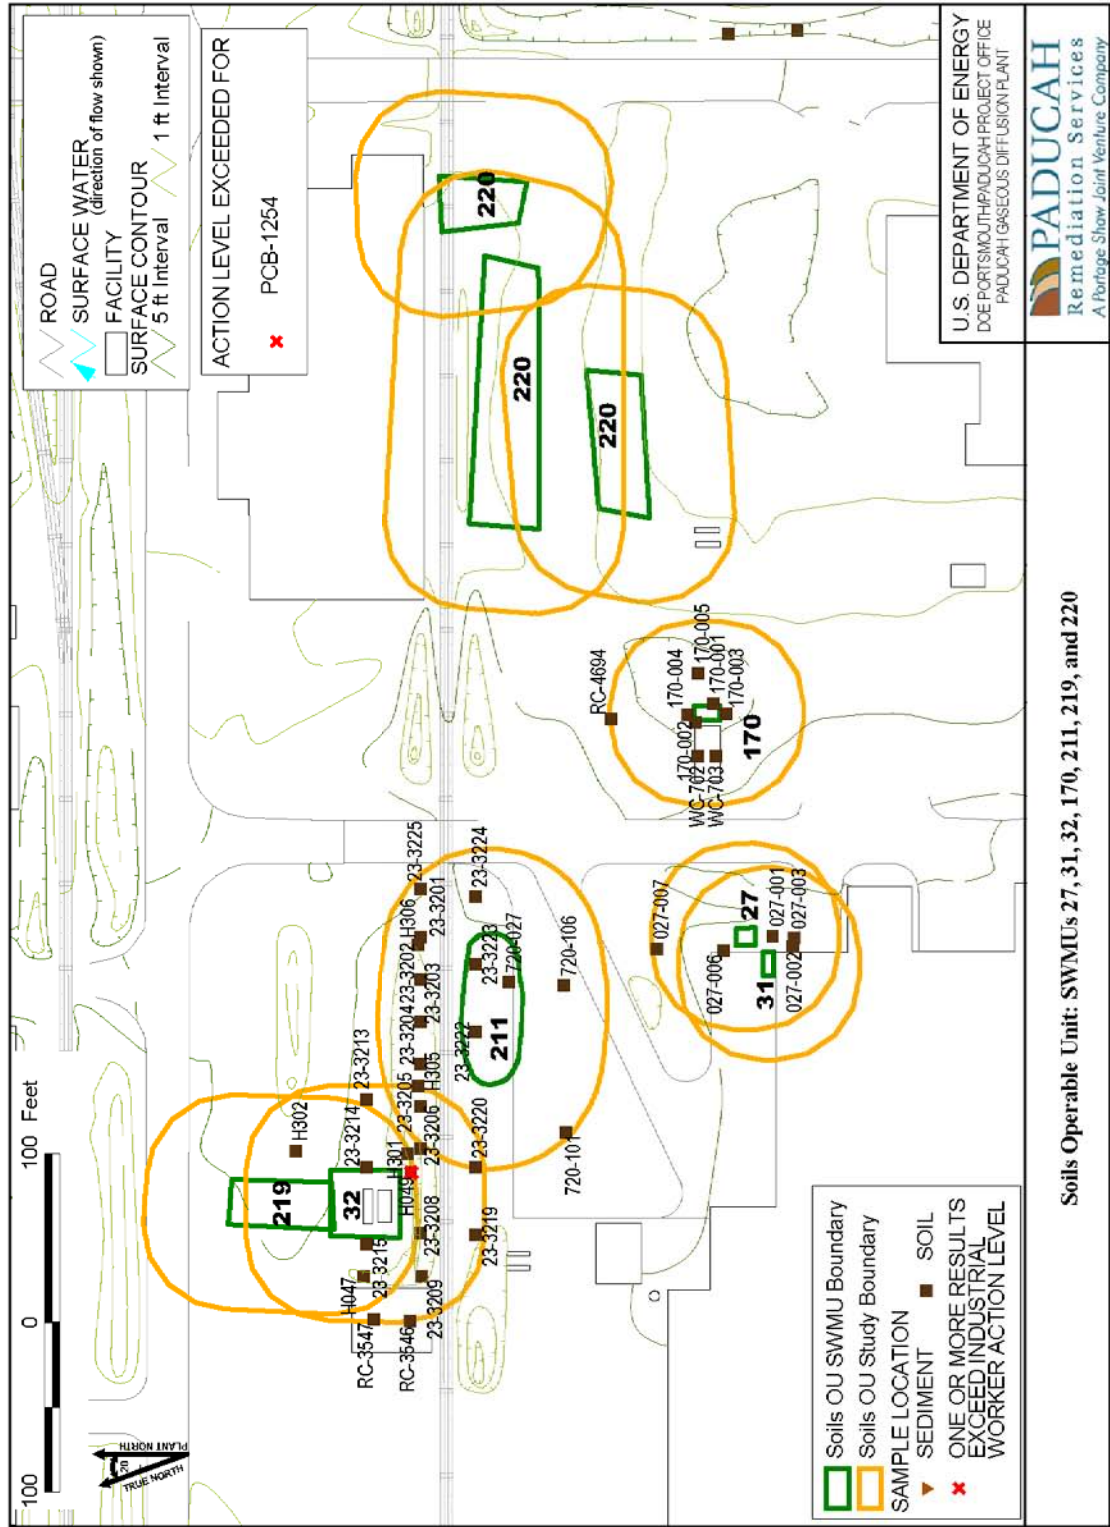 100
0
100 Feet
TRUE NORTH
PLANT NORTH
20
ROAD
SURFACE WATER
(direction of flow shown)
FACILITY
SURFACE CONTOUR
5 ft Interval
1 ft Interval
ACTION LEVEL EXCEEDED FOR
PCB-1254
219
H302
32
23-3214
23-3213
H047
23-3215
RC-3547
RC-3546
23-3209
H049
H301
23-3208
23-3206
23-3205
H305
23-3204
23-3203
23-3202
H306
23-3201
23-3225
23-3219
23-3220
23-3222
23-3223
23-3224
211
720-027
720-101
720-106
220
220
220
RC-4694
170-002
170-004
170-005
170-001
170-003
WC-702
WC-703
170
027-007
027-006
27
31
027-001
027-002
027-003
Soils OU SWMU Boundary
Soils OU Study Boundary
SAMPLE LOCATION
SEDIMENT
SOIL
ONE OR MORE RESULTS
EXCEED INDUSTRIAL
WORKER ACTION LEVEL
U.S. DEPARTMENT OF ENERGY
DOE PORTSMOUTH/PADUCAH PROJECT OFFICE
PADUCAH GASEOUS DIFFUSION PLANT
PADUCAH
Remediation Services
A Portage Shaw Joint Venture Company
Soils Operable Unit: SWMUs 27, 31, 32, 170, 211, 219, and 220